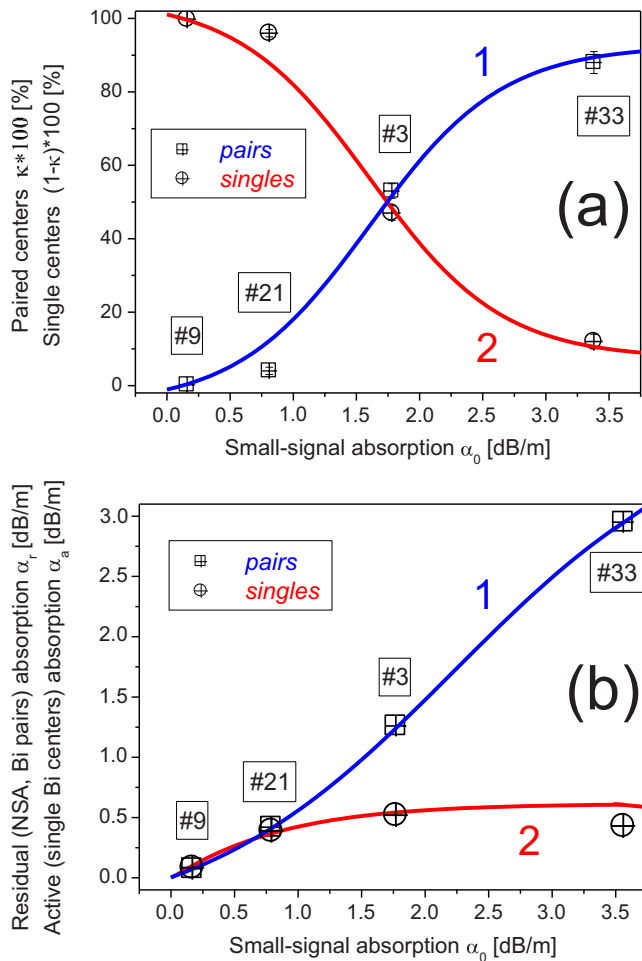 Paired centers κ*100 [%]
Single centers (1-κ)*100 [%]
100
80
60
40
20
0
1
#3
#33
pairs
singles
(a)
#21
#9
2
0.0 0.5 1.0 1.5 2.0 2.5 3.0 3.5
Small-signal absorption α₀ [dB/m]
Residual (NSA, Bi pairs) absorption αᵣ [dB/m]
Active (single Bi centers) absorption αₐ [dB/m]
3.0
2.5
2.0
1.5
1.0
0.5
0.0
pairs
singles
1
#33
#3
(b)
#21
#9
2
0.0 0.5 1.0 1.5 2.0 2.5 3.0 3.5
Small-signal absorption α₀ [dB/m]